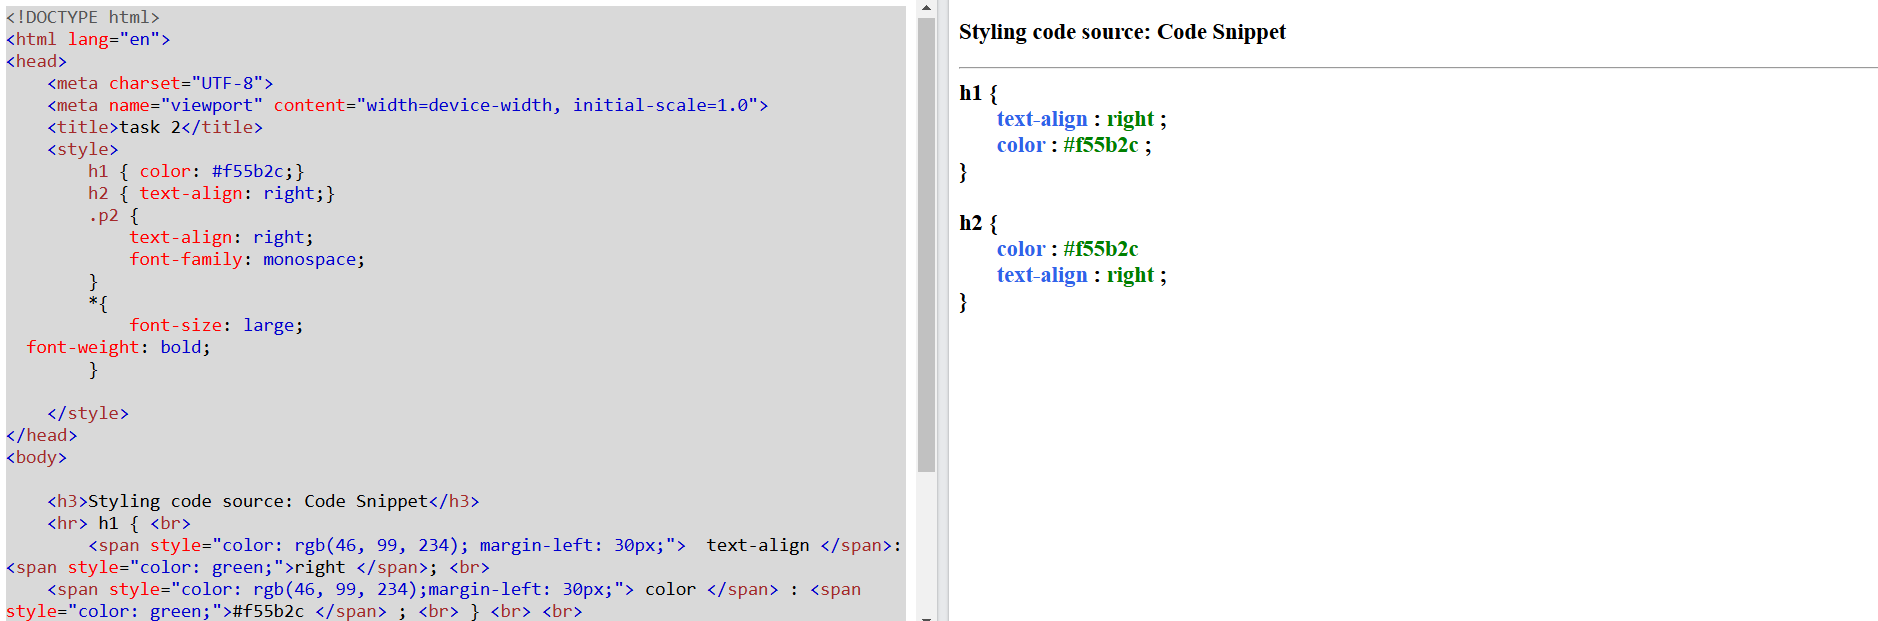 <!DOCTYPE html>
<html lang="en">
<head>
    <meta charset="UTF-8">
    <meta name="viewport" content="width=device-width, initial-scale=1.0">
    <title>task 2</title>
    <style>
        h1 { color: #f55b2c;}
        h2 { text-align: right;}
        .p2 {
            text-align: right;
            font-family: monospace;
        }
        *{
            font-size: large;
  font-weight: bold;
        }

    </style>
</head>
<body>

    <h3>Styling code source: Code Snippet</h3>
    <hr> h1 { <br>
        <span style="color: rgb(46, 99, 234); margin-left: 30px;">  text-align </span>:
<span style="color: green;">right </span>; <br>
    <span style="color: rgb(46, 99, 234);margin-left: 30px;"> color </span> : <span
style="color: green;">#f55b2c </span> ; <br> } <br> <br>
Styling code source: Code Snippet
h1 {
text-align : right ;
color : #f55b2c ;
}
h2 {
color : #f55b2c
text-align : right ;
}